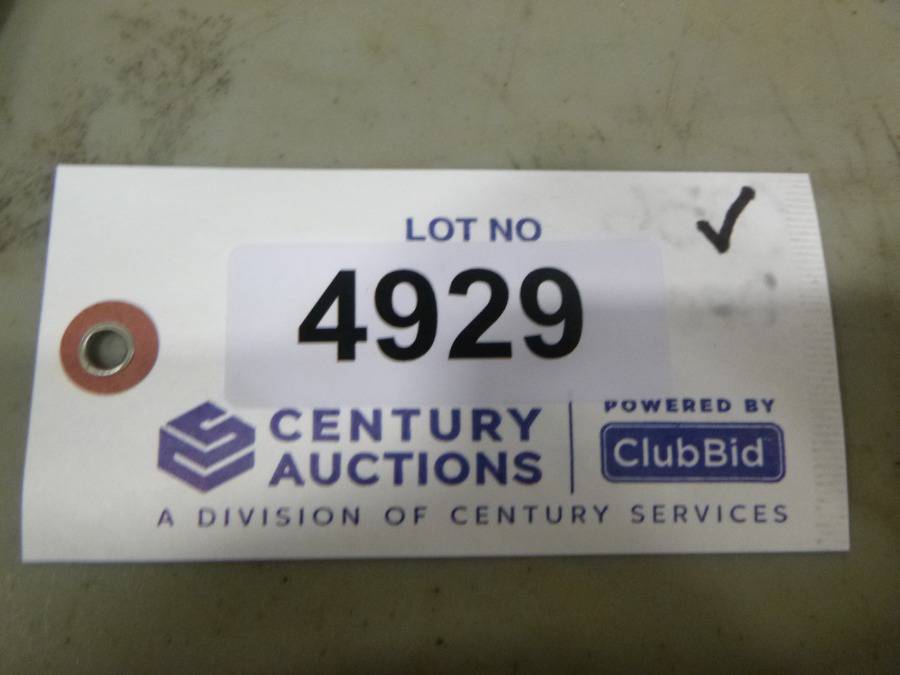 LOT NO
4929
CENTURY
AUCTIONS
POWERED BY
ClubBid
A DIVISION OF CENTURY SERVICES